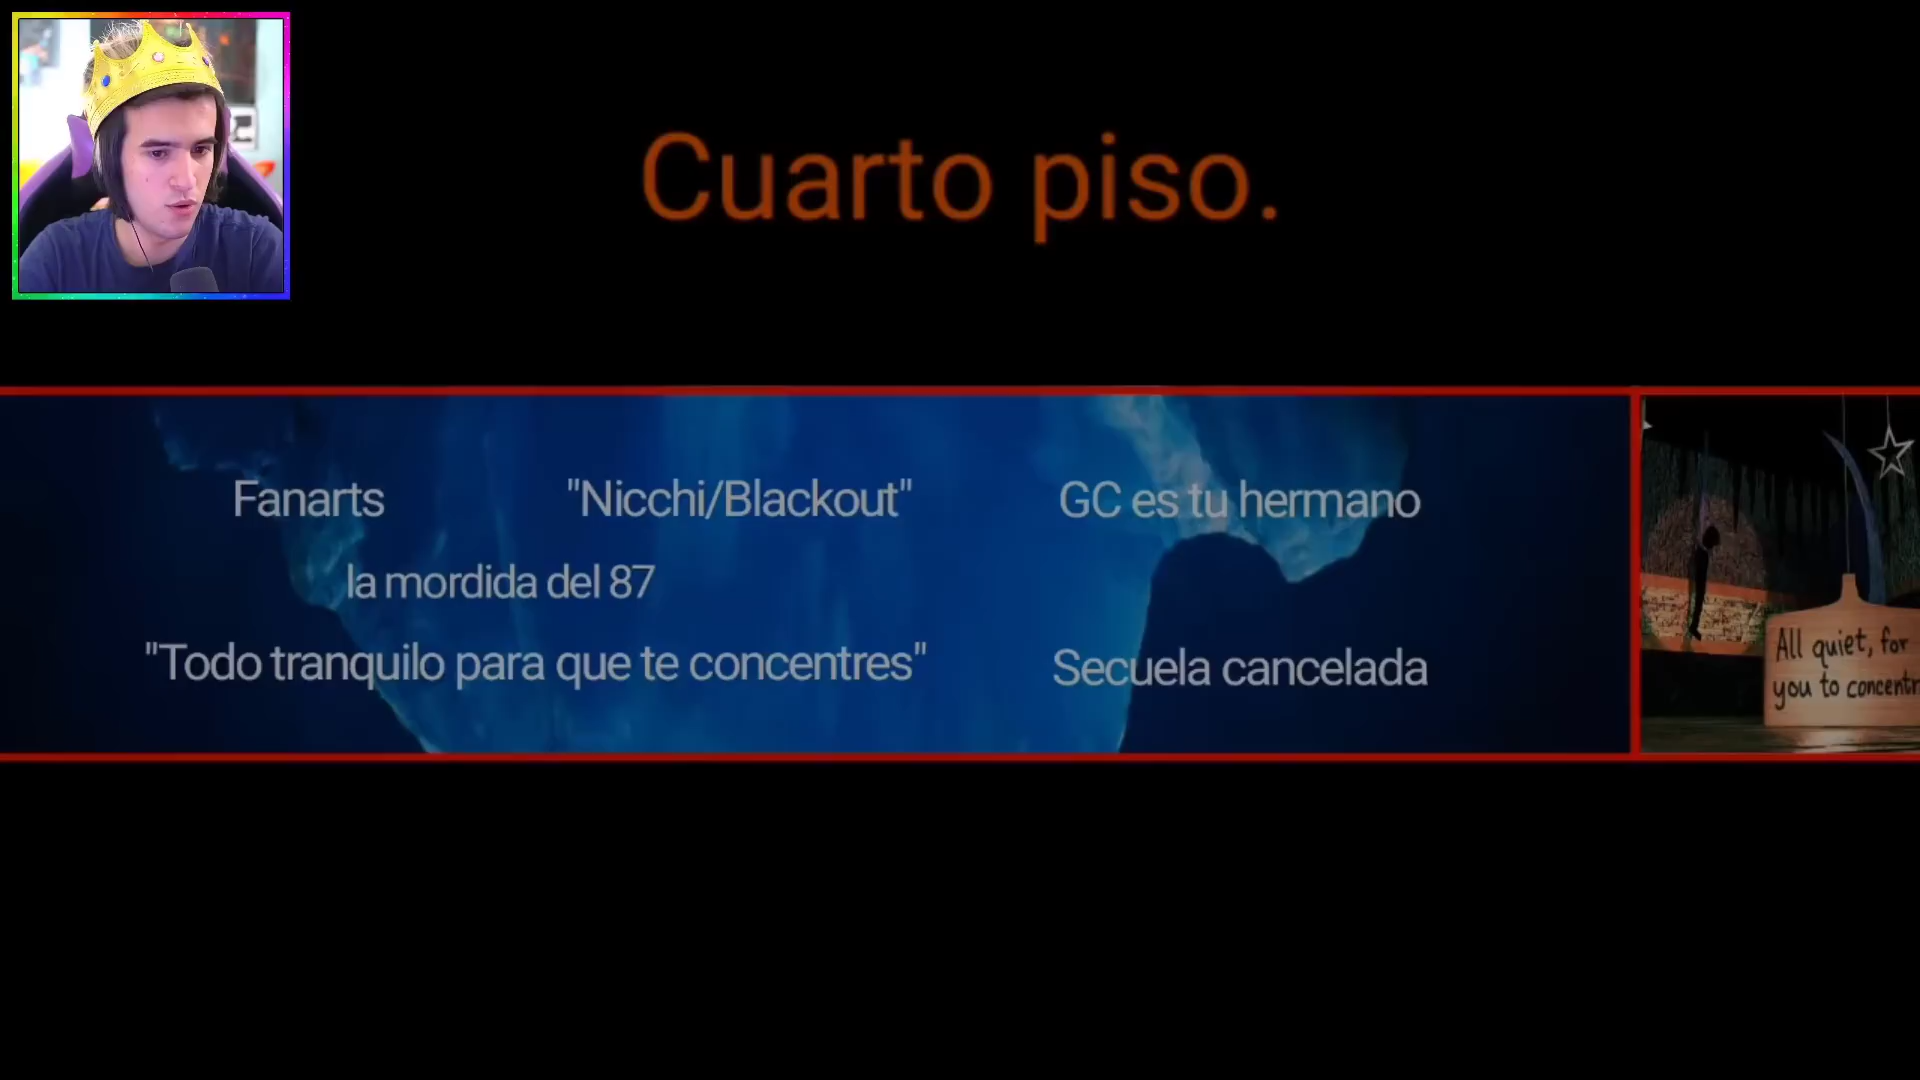 Cuarto piso.
Fanarts
"Nicchi/Blackout"
GC es tu hermano
la mordida del 87
"Todo tranquilo para que te concentres"
Secuela cancelada
All quiet, for
you to